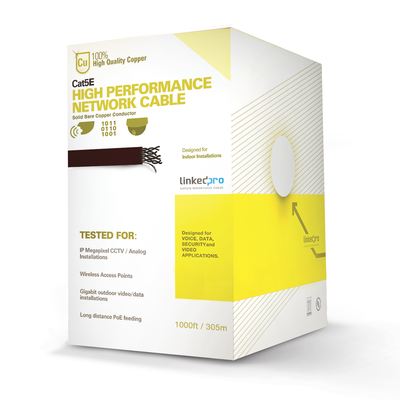 Cu
100%
High Quality Copper
Cat5E
HIGH PERFORMANCE
NETWORK CABLE
Solid Bare Copper Conductor
1011
0110
1001
Designed for
Indoor Installations
linkedpro
TESTED FOR:
IP Megapixel CCTV / Analog
Installations
Wireless Access Points
Gigabit outdoor video/data
installations
Long distance PoE feeding
Designed for
VOICE, DATA,
SECURITY and
VIDEO
APPLICATIONS.
1000ft / 305m
linkedpro